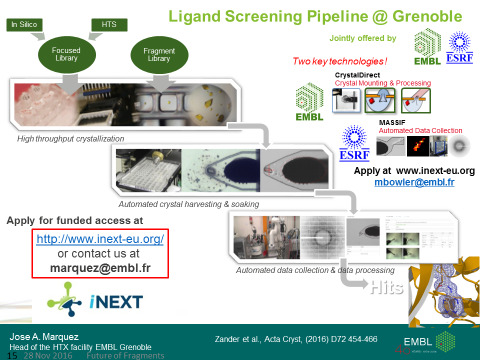 Ligand Screening Pipeline @ Grenoble
In Silico
HTS
Focused
Library
Fragment
Library
Jointly offered by
EMBL
ESRF
Two key technologies!
CrystalDirect
Crystal Mounting & Processing
EMBL
MASSIF
Automated Data Collection
ESRF
High throughput crystallization
Apply at www.inext-eu.org
mbowler@embl.fr
Automated crystal harvesting & soaking
Apply for funded access at
http://www.inext-eu.org/
or contact us at
marquez@embl.fr
Automated data collection & data processing
Hits
iNEXT
Jose A. Marquez
Head of the HTX facility EMBL Grenoble
15 28 Nov 2016 Future of Fragments
Zander et al., Acta Cryst, (2016) D72 454-466
EMBL